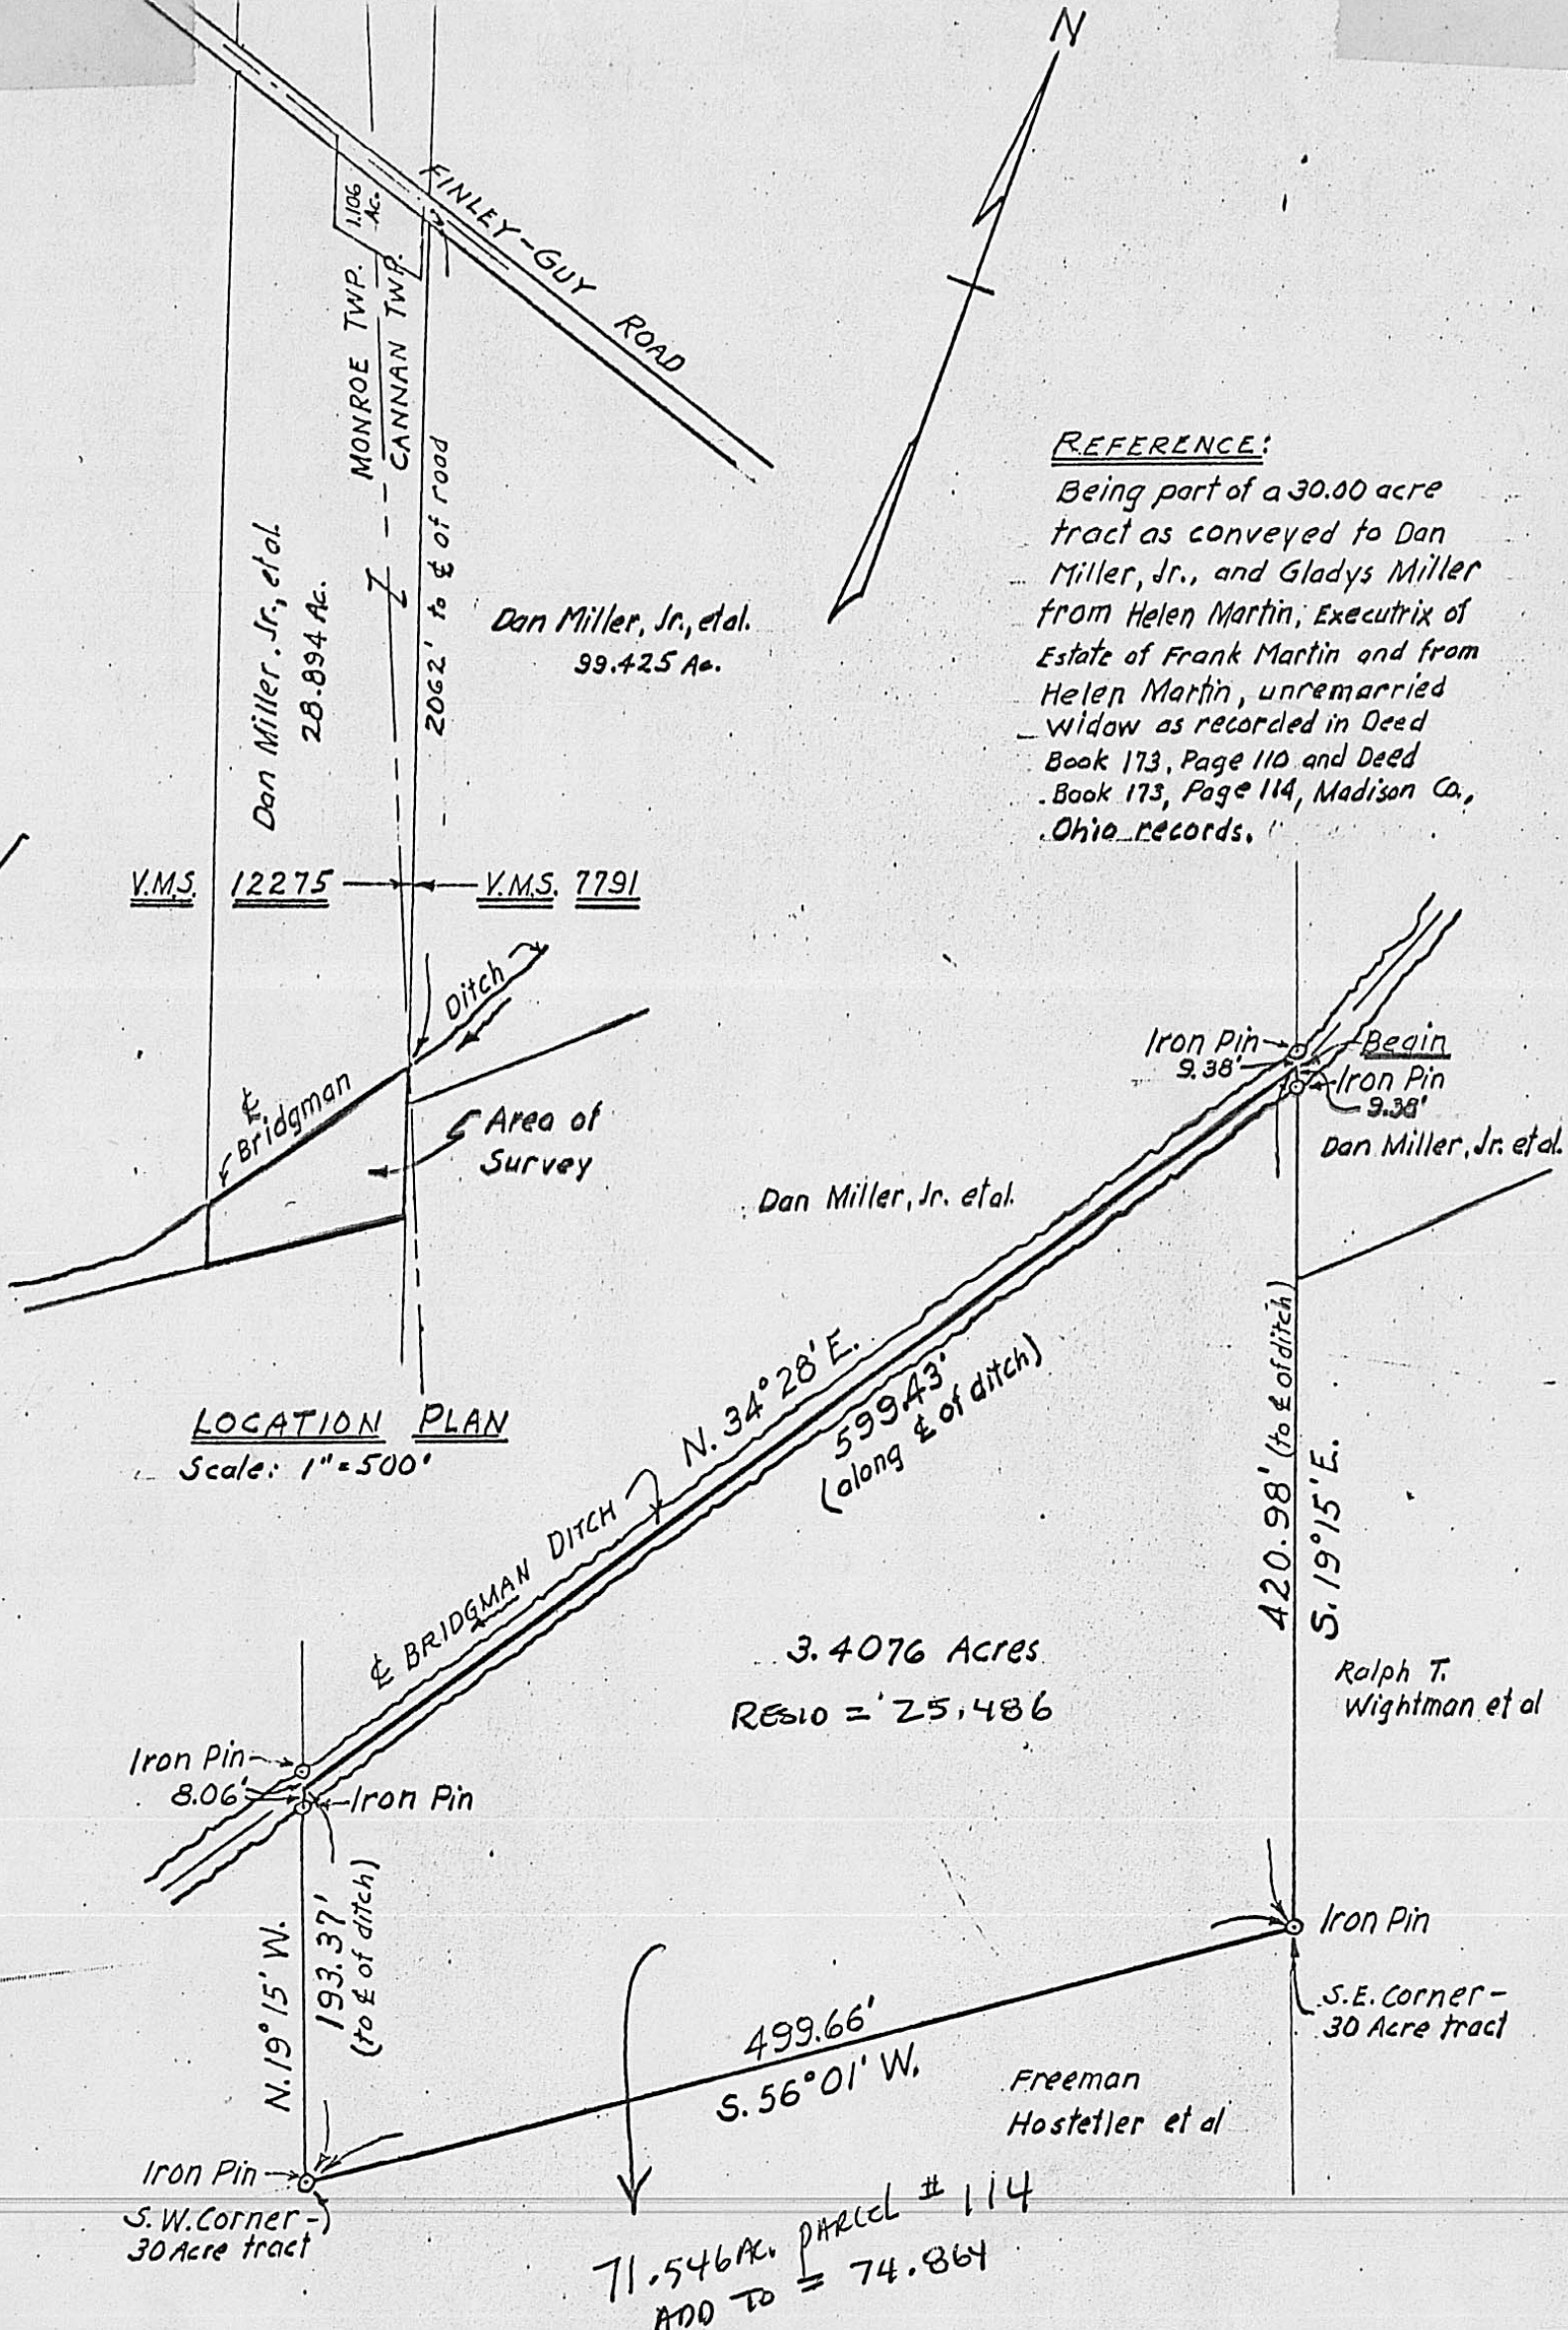 N
FINLEY-GUY ROAD
1.106
Ac.
MONROE TWP.
CANNAN TWP.
2062' to ℄ of road
Dan Miller, Jr., et al.
28.894 Ac.
Dan Miller, Jr., et al.
99.425 Ac.
REFERENCE:
Being part of a 30.00 acre
tract as conveyed to Dan
Miller, Jr., and Gladys Miller
from Helen Martin, Executrix of
Estate of Frank Martin and from
Helen Martin, unremarried
widow as recorded in Deed
Book 173, Page 110 and Deed
Book 173, Page 114, Madison Co.,
Ohio records.
V.M.S. 12275
V.M.S. 7791
Ditch
℄
Bridgman
Area of
Survey
LOCATION PLAN
Scale: 1"=500'
Iron Pin
9.38'
Begin
Iron Pin
9.38'
Dan Miller, Jr. et al.
Dan Miller, Jr. et al.
N. 34° 28' E.
599.43'
(along ℄ of ditch)
℄ BRIDGMAN DITCH
420.98' (to ℄ of ditch)
S. 19° 15' E.
3.4076 Acres
RESID = 25.486
Ralph T.
Wightman et al
Iron Pin
8.06'
Iron Pin
N. 19° 15' W.
193.37'
(to ℄ of ditch)
Iron Pin
S.E. Corner -
30 Acre tract
499.66'
S. 56° 01' W.
Freeman
Hostetler et al
Iron Pin
S. W. Corner -
30 Acre tract
71.546 Ac. PARCEL # 114
ADD TO = 74.864